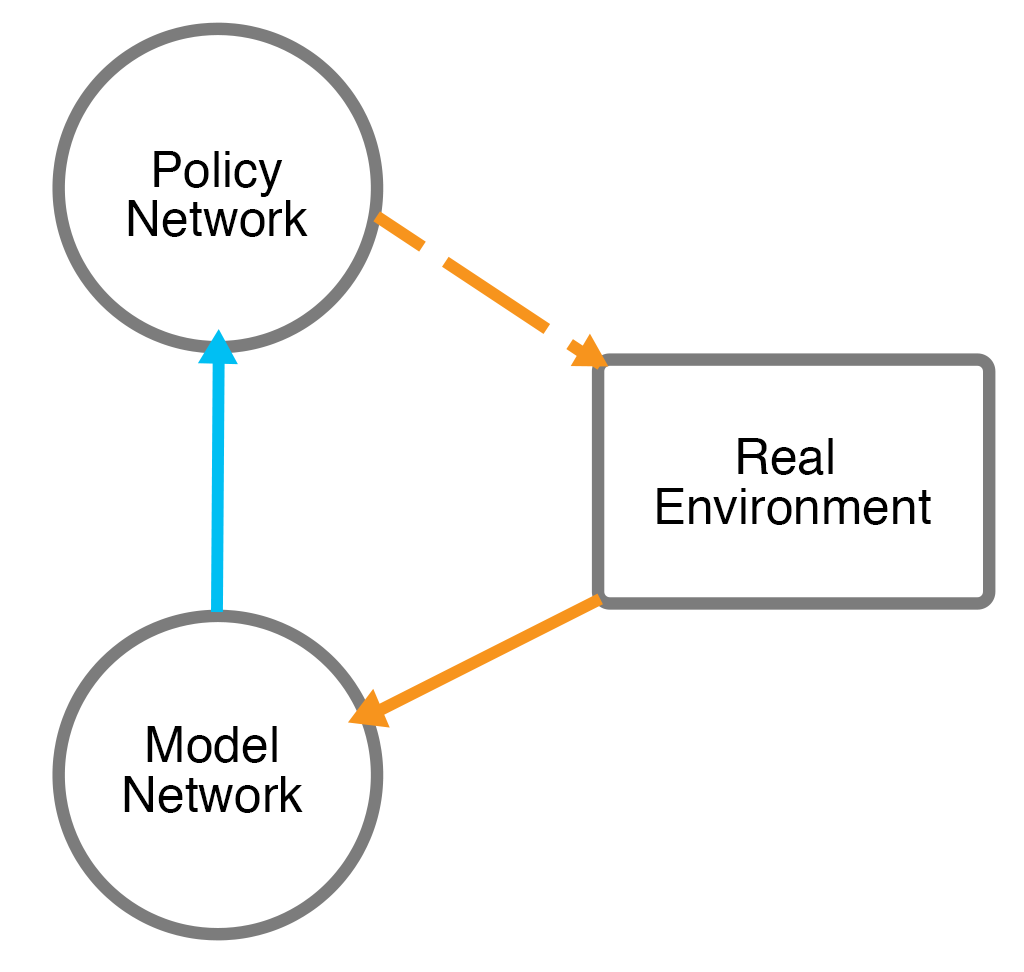 Policy
Network
Real
Environment
Model
Network